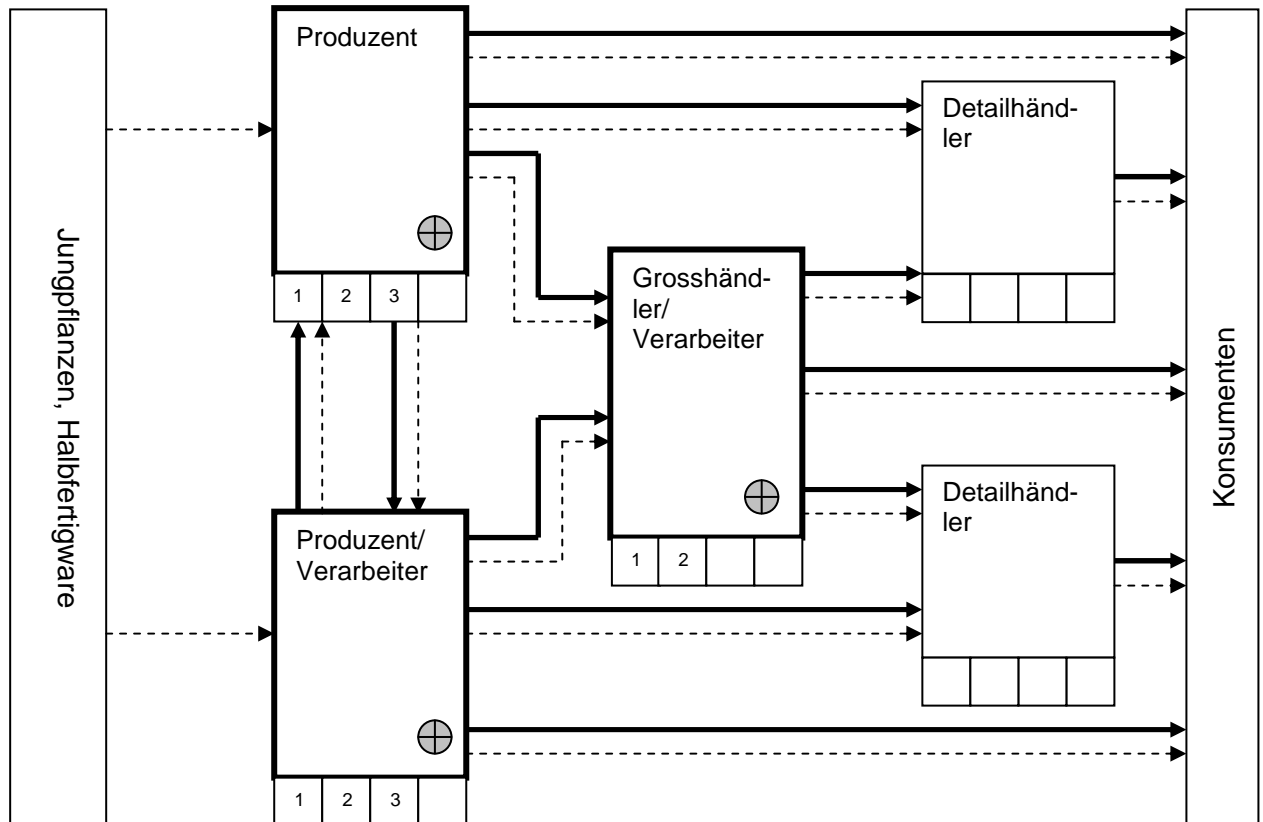 Jungpflanzen, Halbfertigware
Produzent
1 2 3
Produzent/
Verarbeiter
1 2 3
Grosshänd-
ler/
Verarbeiter
1 2
Detailhänd-
ler
Detailhänd-
ler
Konsumenten